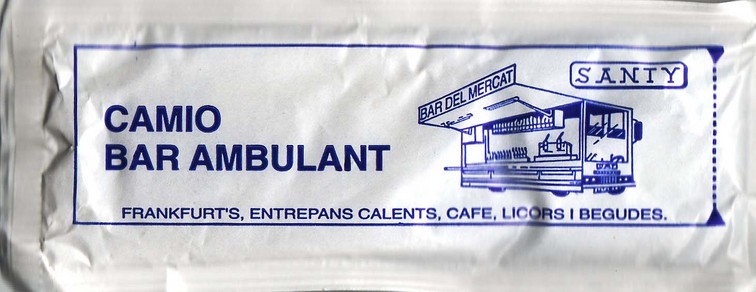 SANTY
BAR DEL MERCAT
CAMIO
BAR AMBULANT
FRANKFURT'S, ENTREPANS CALENTS, CAFE, LICORS I BEGUDES.